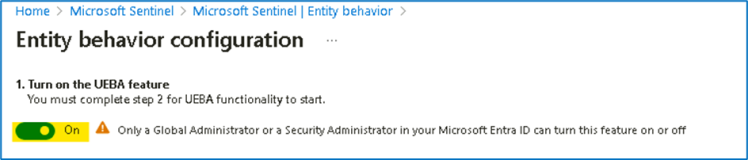 Home > Microsoft Sentinel > Microsoft Sentinel | Entity behavior >
Entity behavior configuration ...
1. Turn on the UEBA feature
You must complete step 2 for UEBA functionality to start.
On Only a Global Administrator or a Security Administrator in your Microsoft Entra ID can turn this feature on or off